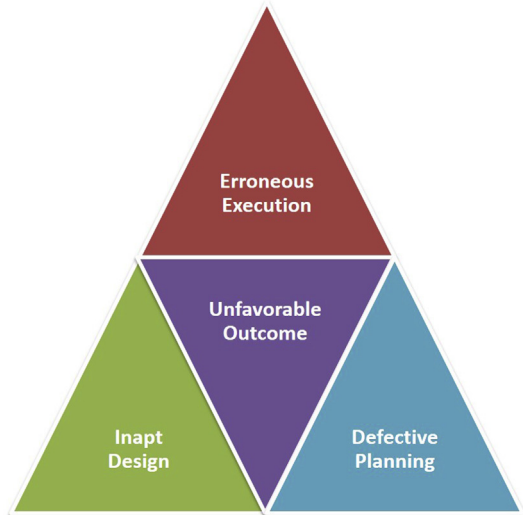 Erroneous
Execution
Unfavorable
Outcome
Inapt
Design
Defective
Planning